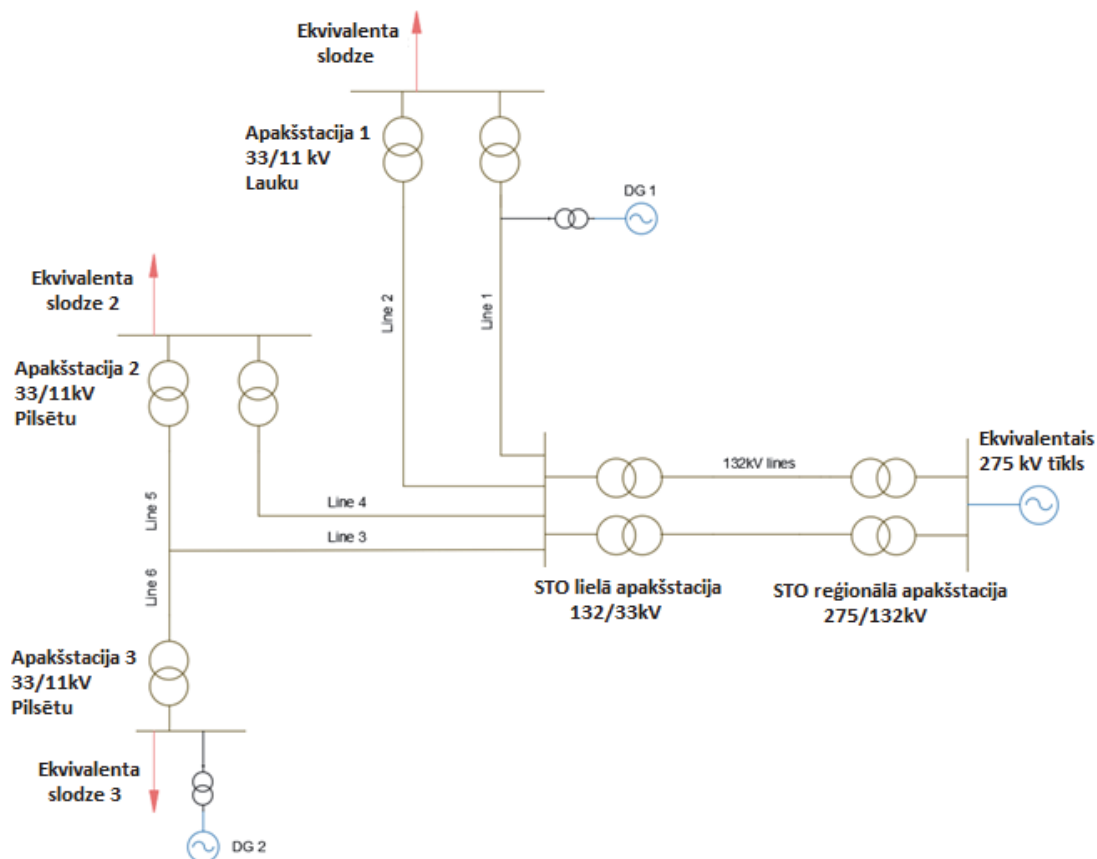 Ekvivalenta
slodze
Apakšstacija 1
33/11 kV
Lauku
DG 1
Line 2
Line 1
Ekvivalenta
slodze 2
Apakšstacija 2
33/11kV
Pilsētu
Line 5
Line 4
Line 3
Line 6
132kV lines
Ekvivalentais
275 kV tīkls
STO lielā apakšstacija
132/33kV
STO reģionālā apakšstacija
275/132kV
Apakšstacija 3
33/11kV
Pilsētu
Ekvivalenta
slodze 3
DG 2